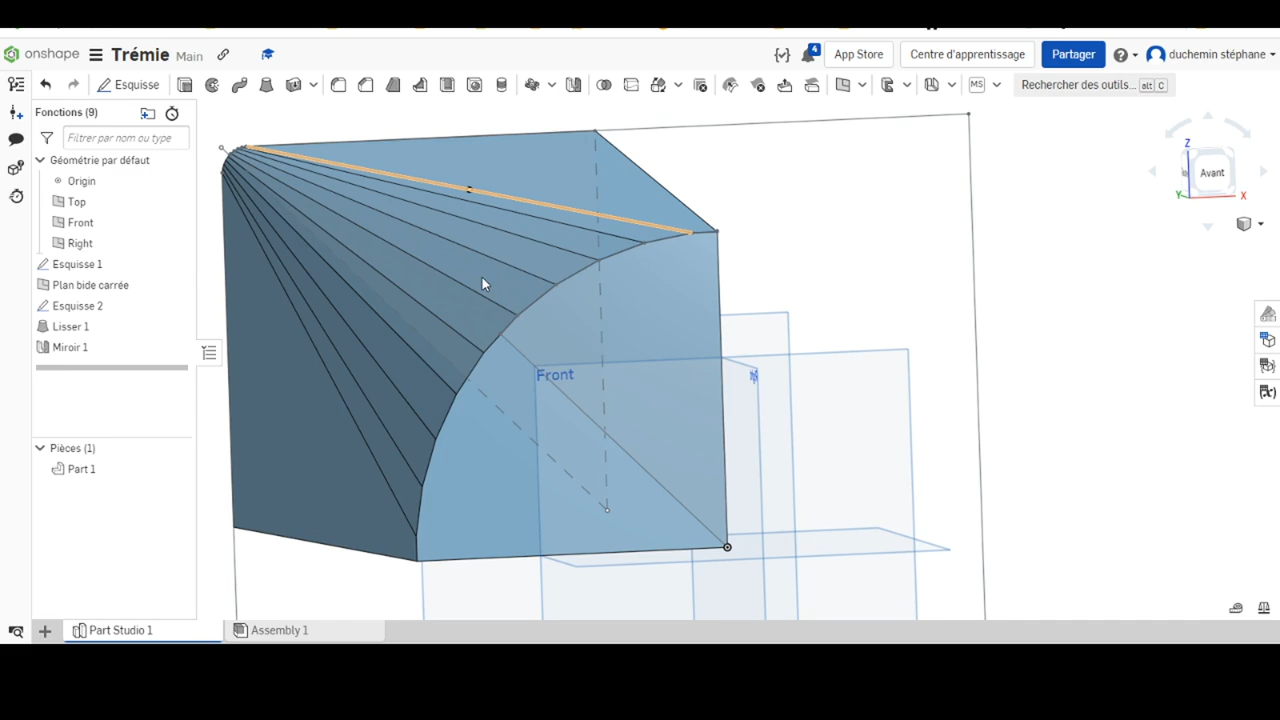 onshape Trémie Main 4 App Store Centre d'apprentissage Partager duchemin stéphane
Esquisse MS Rechercher des outils... alt C
Fonctions (9)
Filtrer par nom ou type
Géométrie par défaut
Origin
Top
Front
Right
Esquisse 1
Plan bide carrée
Esquisse 2
Lisser 1
Miroir 1
Pièces (1)
Part 1
Front
Z
Avant
Y
X
Part Studio 1 Assembly 1